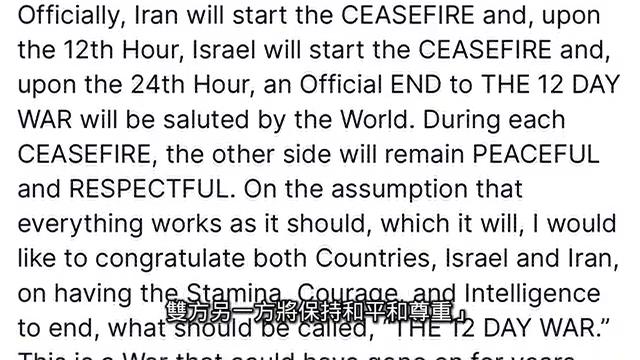 Officially, Iran will start the CEASEFIRE and, upon
the 12th Hour, Israel will start the CEASEFIRE and,
upon the 24th Hour, an Official END to THE 12 DAY
WAR will be saluted by the World. During each
CEASEFIRE, the other side will remain PEACEFUL
and RESPECTFUL. On the assumption that
everything works as it should, which it will, I would
like to congratulate both Countries, Israel and Iran,
on having the Stamina, Courage, and Intelligence
雙方另一方將保持和平和尊重」
to end, what should be called, “THE 12 DAY WAR.”
This is a War that could have gone on for years